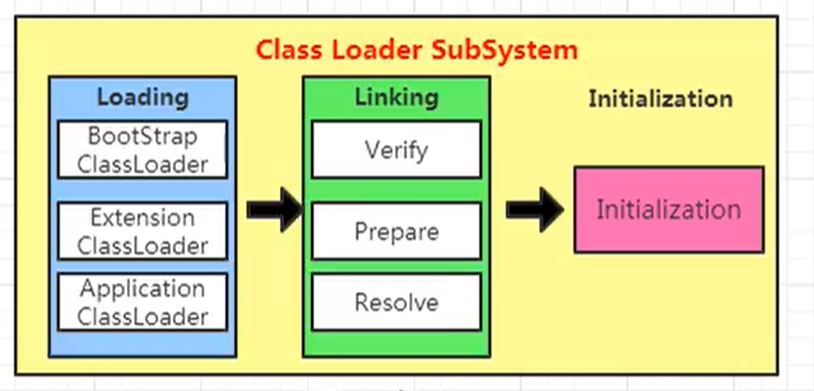 Class Loader SubSystem
Loading
BootStrap
ClassLoader
Extension
ClassLoader
Application
ClassLoader
Linking
Verify
Prepare
Resolve
Initialization
Initialization